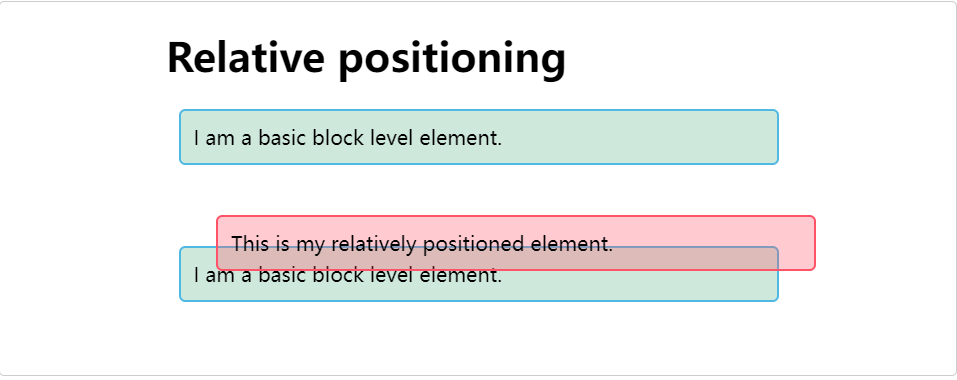 Relative positioning
I am a basic block level element.
This is my relatively positioned element.
I am a basic block level element.